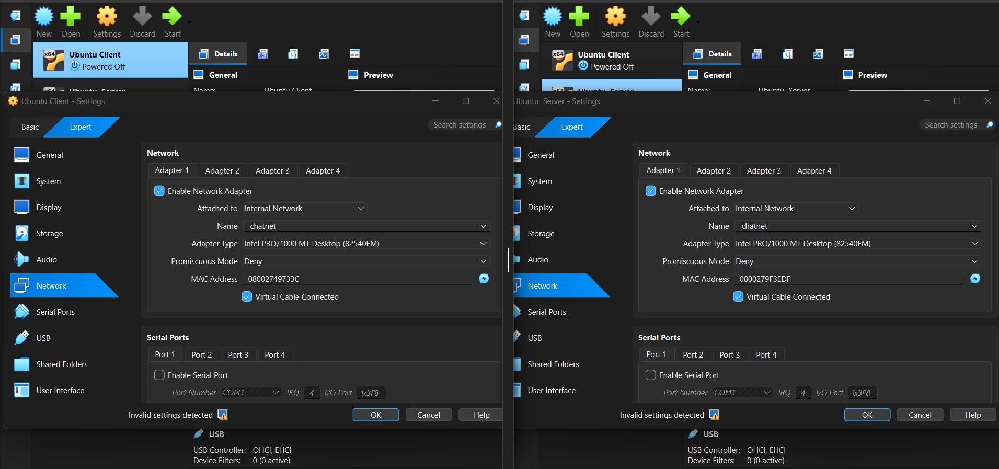 New Open Settings Discard Start
x64 Ubuntu Client
Powered Off
Details
General
Preview
x64 Ubuntu Server
Name: Ubuntu Client
Ubuntu Client - Settings
Basic Expert
Search settings
General
System
Display
Storage
Audio
Network
Serial Ports
USB
Shared Folders
User Interface
Network
Adapter 1 Adapter 2 Adapter 3 Adapter 4
Enable Network Adapter
Attached to Internal Network
Name chatnet
Adapter Type Intel PRO/1000 MT Desktop (82540EM)
Promiscuous Mode Deny
MAC Address 08002749733C
Virtual Cable Connected
Serial Ports
Port 1 Port 2 Port 3 Port 4
Enable Serial Port
Port Number COM1 IRQ 4 I/O Port 0x3F8
Invalid settings detected
OK Cancel Help
USB
USB Controller: OHCI, EHCI
Device Filters: 0 (0 active)
New Open Settings Discard Start
x64 Ubuntu Client
Powered Off
Details
General
Preview
x64 Ubuntu Server
Name: Ubuntu Server
Ubuntu Server - Settings
Basic Expert
Search settings
General
System
Display
Storage
Audio
Network
Serial Ports
USB
Shared Folders
User Interface
Network
Adapter 1 Adapter 2 Adapter 3 Adapter 4
Enable Network Adapter
Attached to Internal Network
Name chatnet
Adapter Type Intel PRO/1000 MT Desktop (82540EM)
Promiscuous Mode Deny
MAC Address 0800279F3EDF
Virtual Cable Connected
Serial Ports
Port 1 Port 2 Port 3 Port 4
Enable Serial Port
Port Number COM1 IRQ 4 I/O Port 0x3F8
Invalid settings detected
OK Cancel Help
USB
USB Controller: OHCI, EHCI
Device Filters: 0 (0 active)